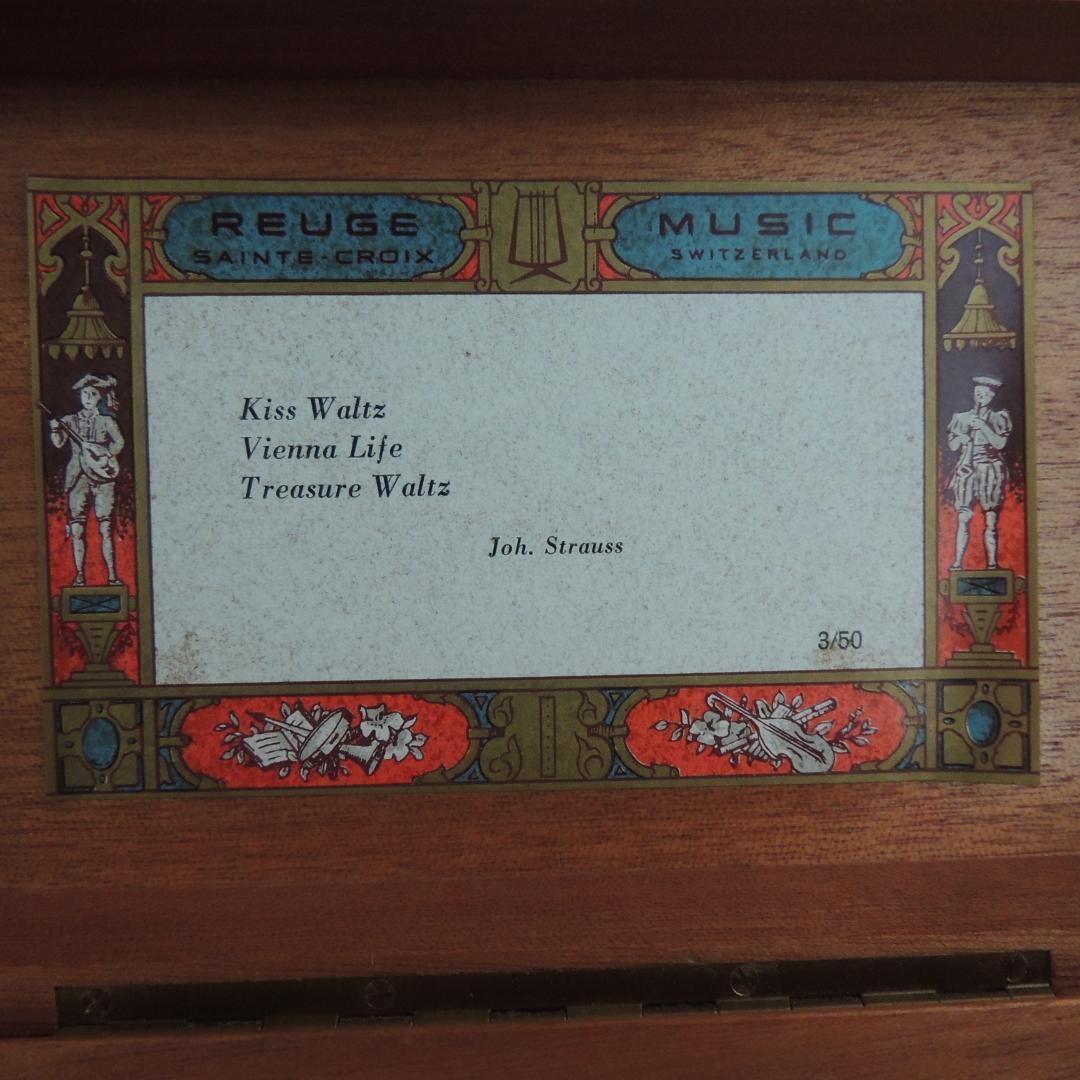 REUGE MUSIC
SAINTE-CROIX SWITZERLAND
Kiss Waltz
Vienna Life
Treasure Waltz
Joh. Strauss
3/50